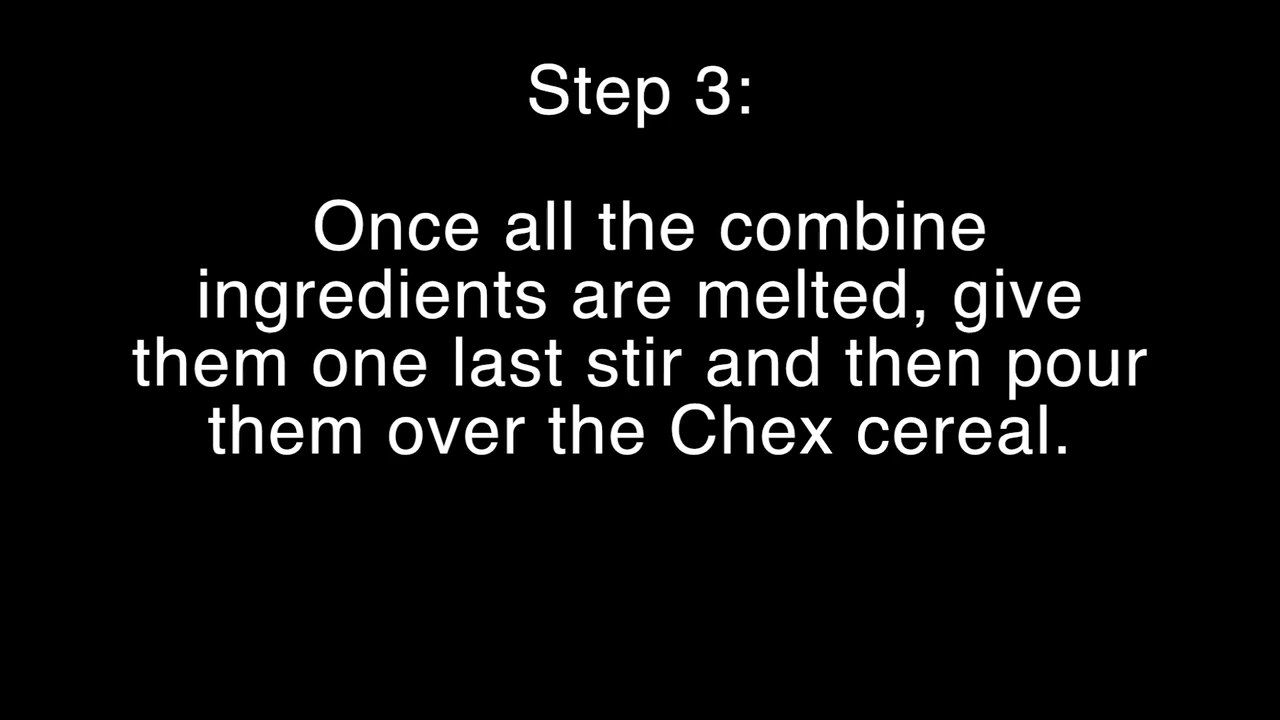 Step 3:
Once all the combine
ingredients are melted, give
them one last stir and then pour
them over the Chex cereal.